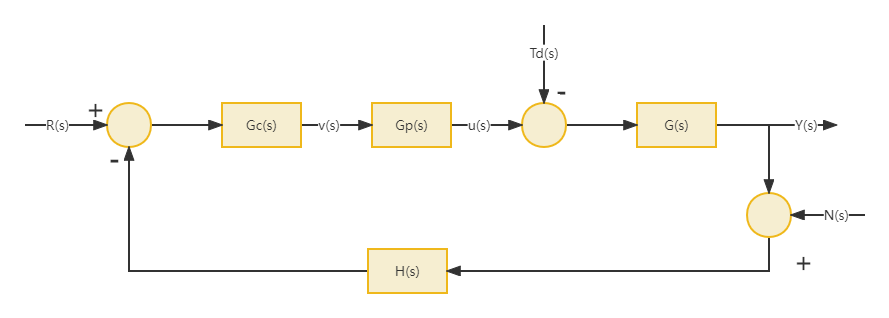 Td(s)
-
+
R(s)
Gc(s)
v(s)
Gp(s)
u(s)
G(s)
Y(s)
-
N(s)
+
H(s)